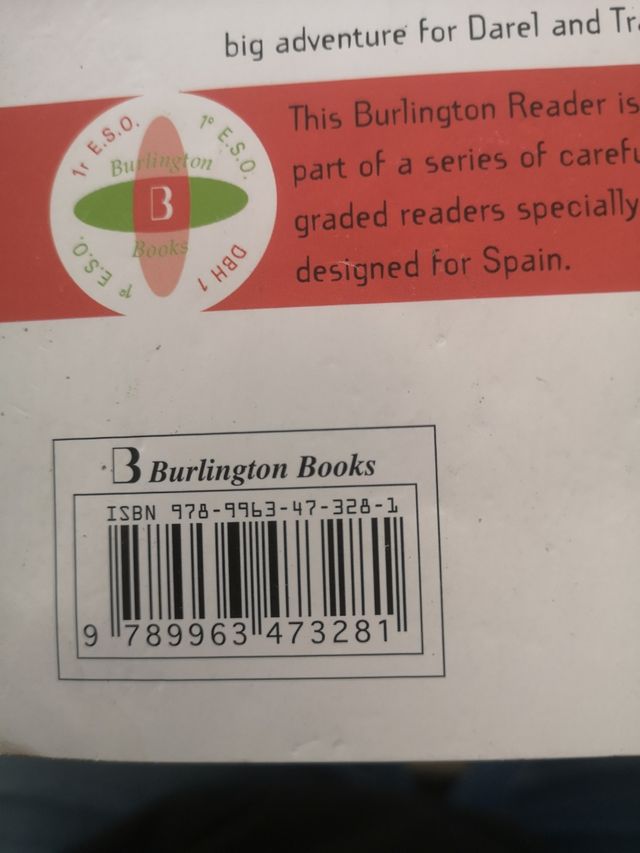 big adventure for Darel and
This Burlington Reader is
part of a series of
graded readers specially
designed for Spain.
1r E.S.O.
1º E.S.O.
Burlington
B
Books
1º E.S.O.
DBH 1
B Burlington Books
ISBN 978-9963-47-328-1
9 789963 473281